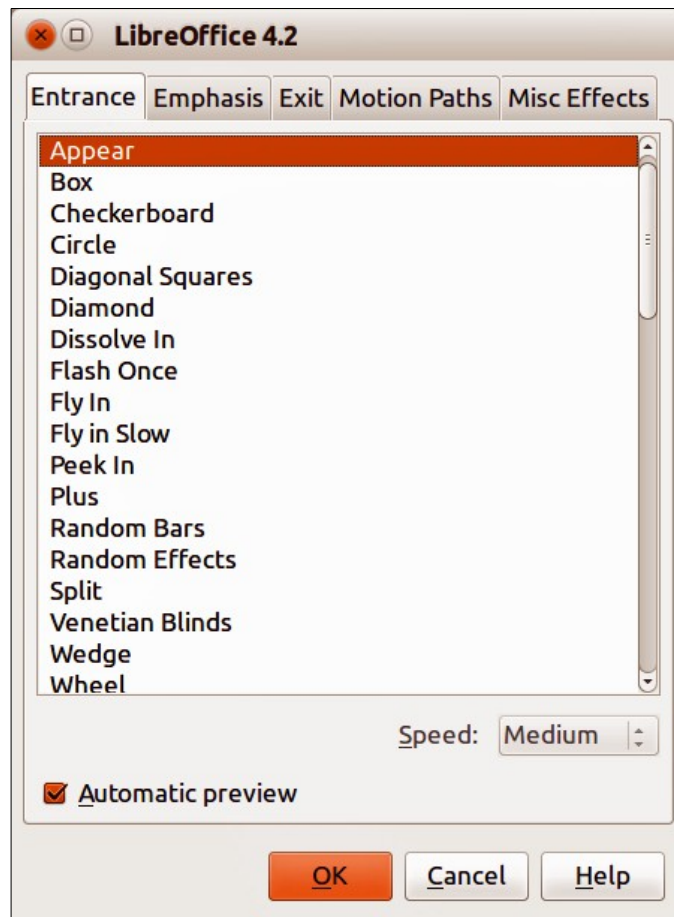 LibreOffice 4.2
Entrance Emphasis Exit Motion Paths Misc Effects
Appear
Box
Checkerboard
Circle
Diagonal Squares
Diamond
Dissolve In
Flash Once
Fly In
Fly in Slow
Peek In
Plus
Random Bars
Random Effects
Split
Venetian Blinds
Wedge
Wheel
Speed: Medium
Automatic preview
OK Cancel Help